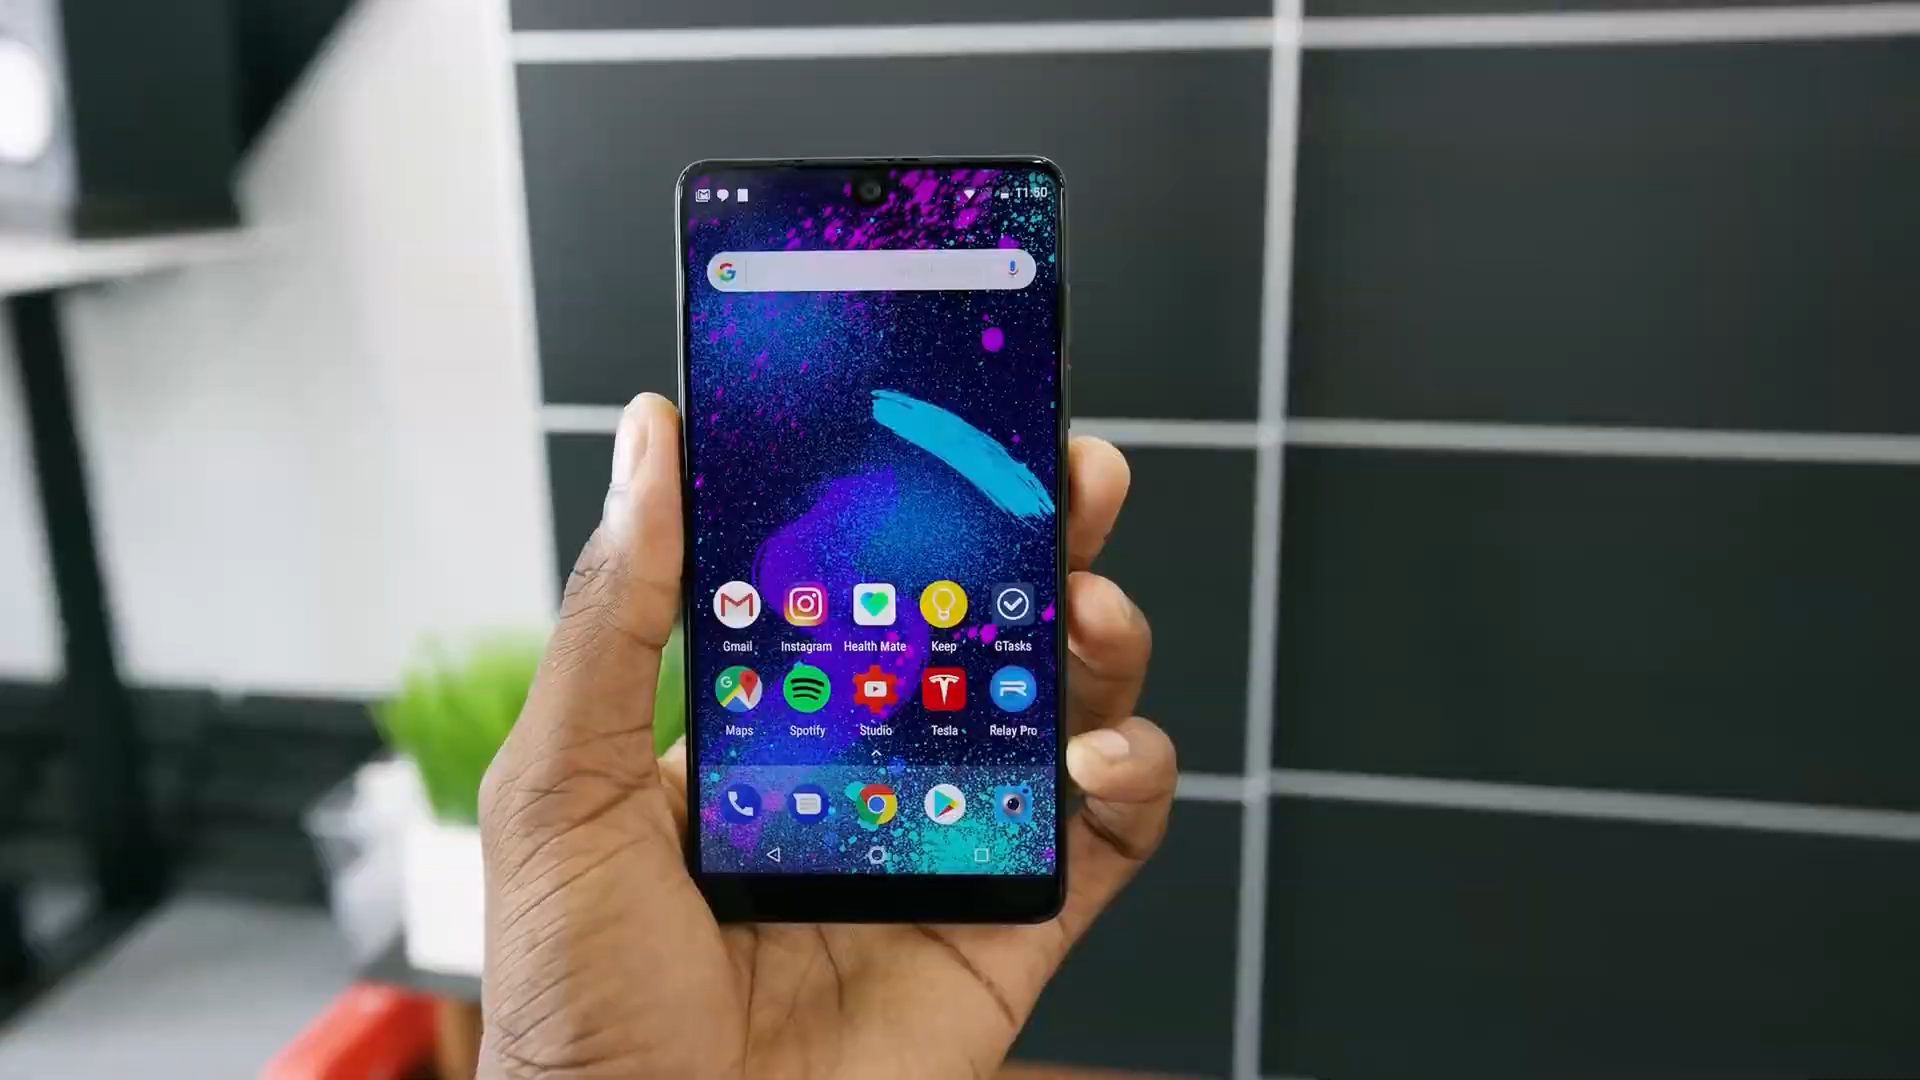 11:50
Gmail Instagram Health Mate Keep GTasks
Maps Spotify Studio Tesla Relay Pro